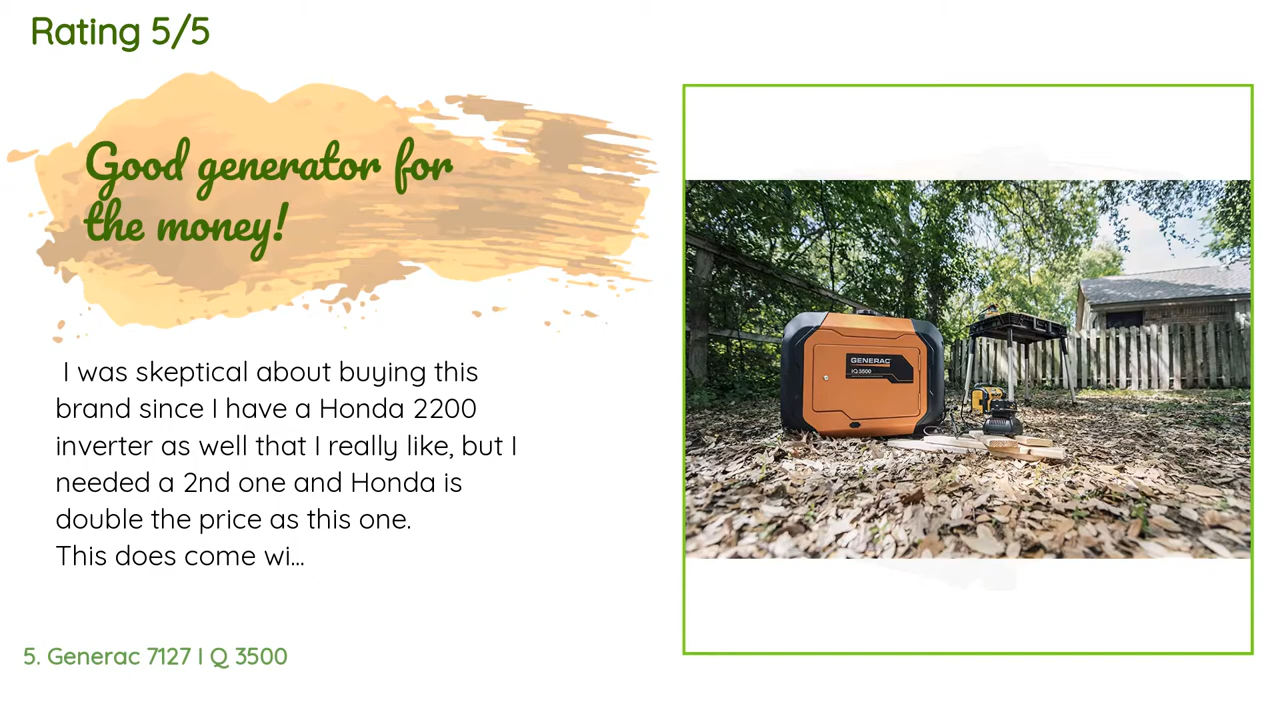 Rating 5/5
Good generator for
the money!
I was skeptical about buying this
brand since I have a Honda 2200
inverter as well that I really like, but I
needed a 2nd one and Honda is
double the price as this one.
This does come wi...
GENERAC
iQ3500
5. Generac 7127 I Q 3500